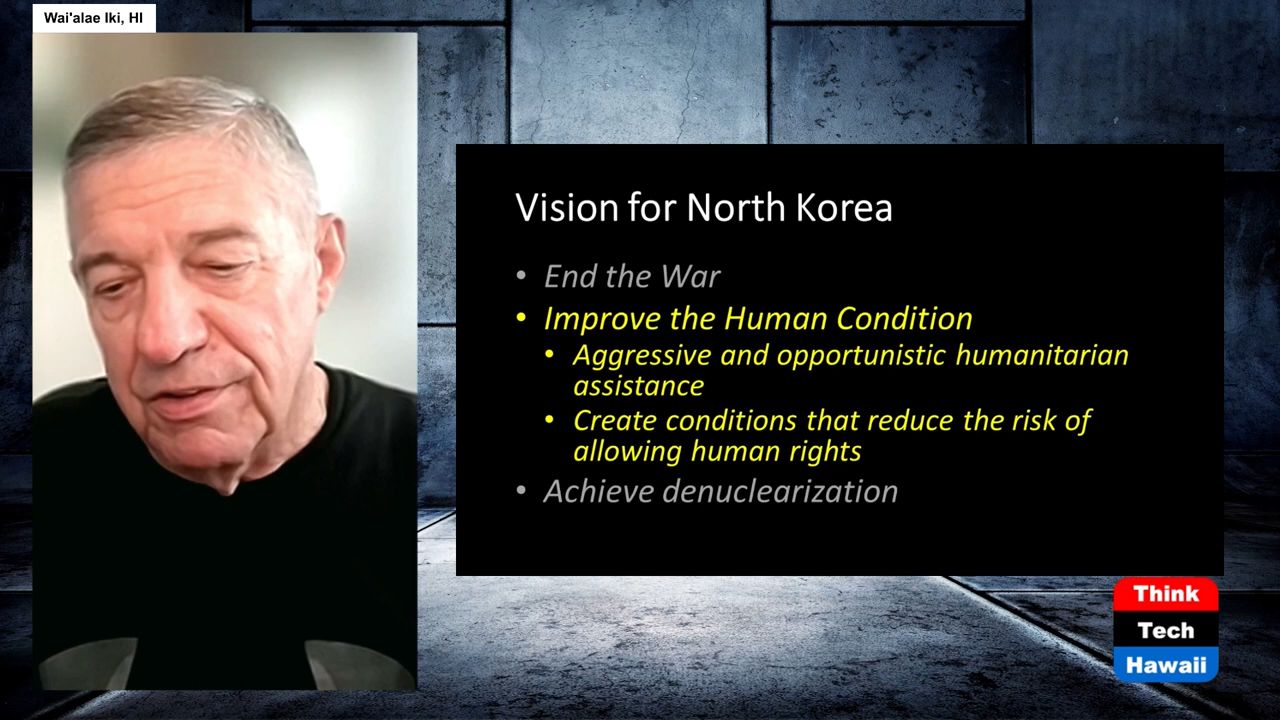 Wai'alae Iki, HI
Vision for North Korea
• End the War
• Improve the Human Condition
• Aggressive and opportunistic humanitarian
assistance
• Create conditions that reduce the risk of
allowing human rights
• Achieve denuclearization
Think
Tech
Hawaii